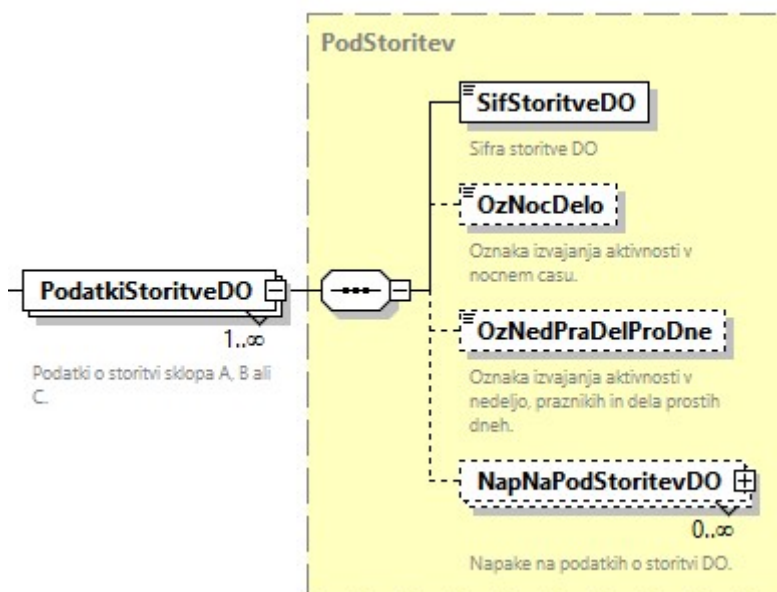 PodStoritev
SifStoritveDO
Sifra storitve DO
OzNocDelo
Oznaka izvajanja aktivnosti v
nocnem casu.
PodatkiStoritveDO
1..∞
Podatki o storitvi sklopa A, B ali
C.
OzNedPraDelProDne
Oznaka izvajanja aktivnosti v
nedeljo, praznikih in dela prostih
dneh.
NapNaPodStoritevDO
0..∞
Napake na podatkih o storitvi DO.